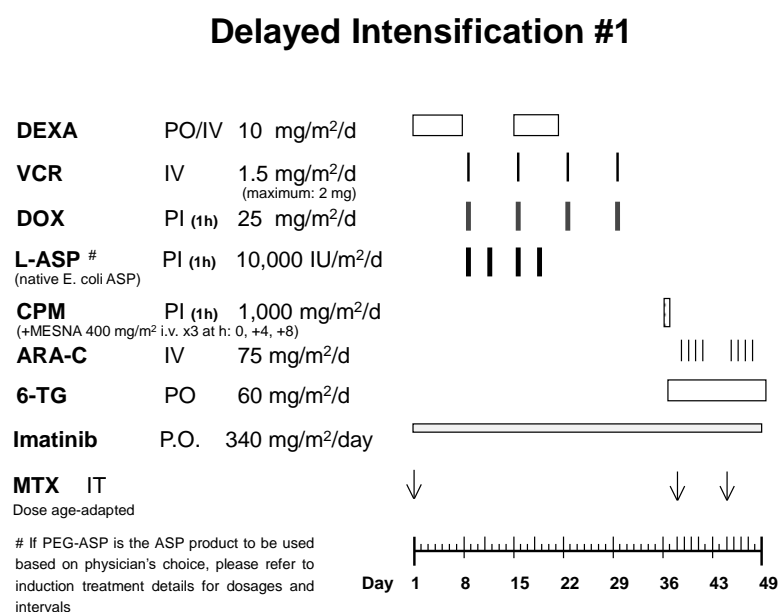 Delayed Intensification #1
DEXA PO/IV 10 mg/m²/d
VCR IV 1.5 mg/m²/d
(maximum: 2 mg)
DOX PI (1h) 25 mg/m²/d
L-ASP # PI (1h) 10,000 IU/m²/d
(native E. coli ASP)
CPM PI (1h) 1,000 mg/m²/d
(+MESNA 400 mg/m² i.v. x3 at h: 0, +4, +8)
ARA-C IV 75 mg/m²/d
6-TG PO 60 mg/m²/d
Imatinib P.O. 340 mg/m²/day
MTX IT
Dose age-adapted
# If PEG-ASP is the ASP product to be used
based on physician's choice, please refer to
induction treatment details for dosages and
intervals
Day 1 8 15 22 29 36 43 49